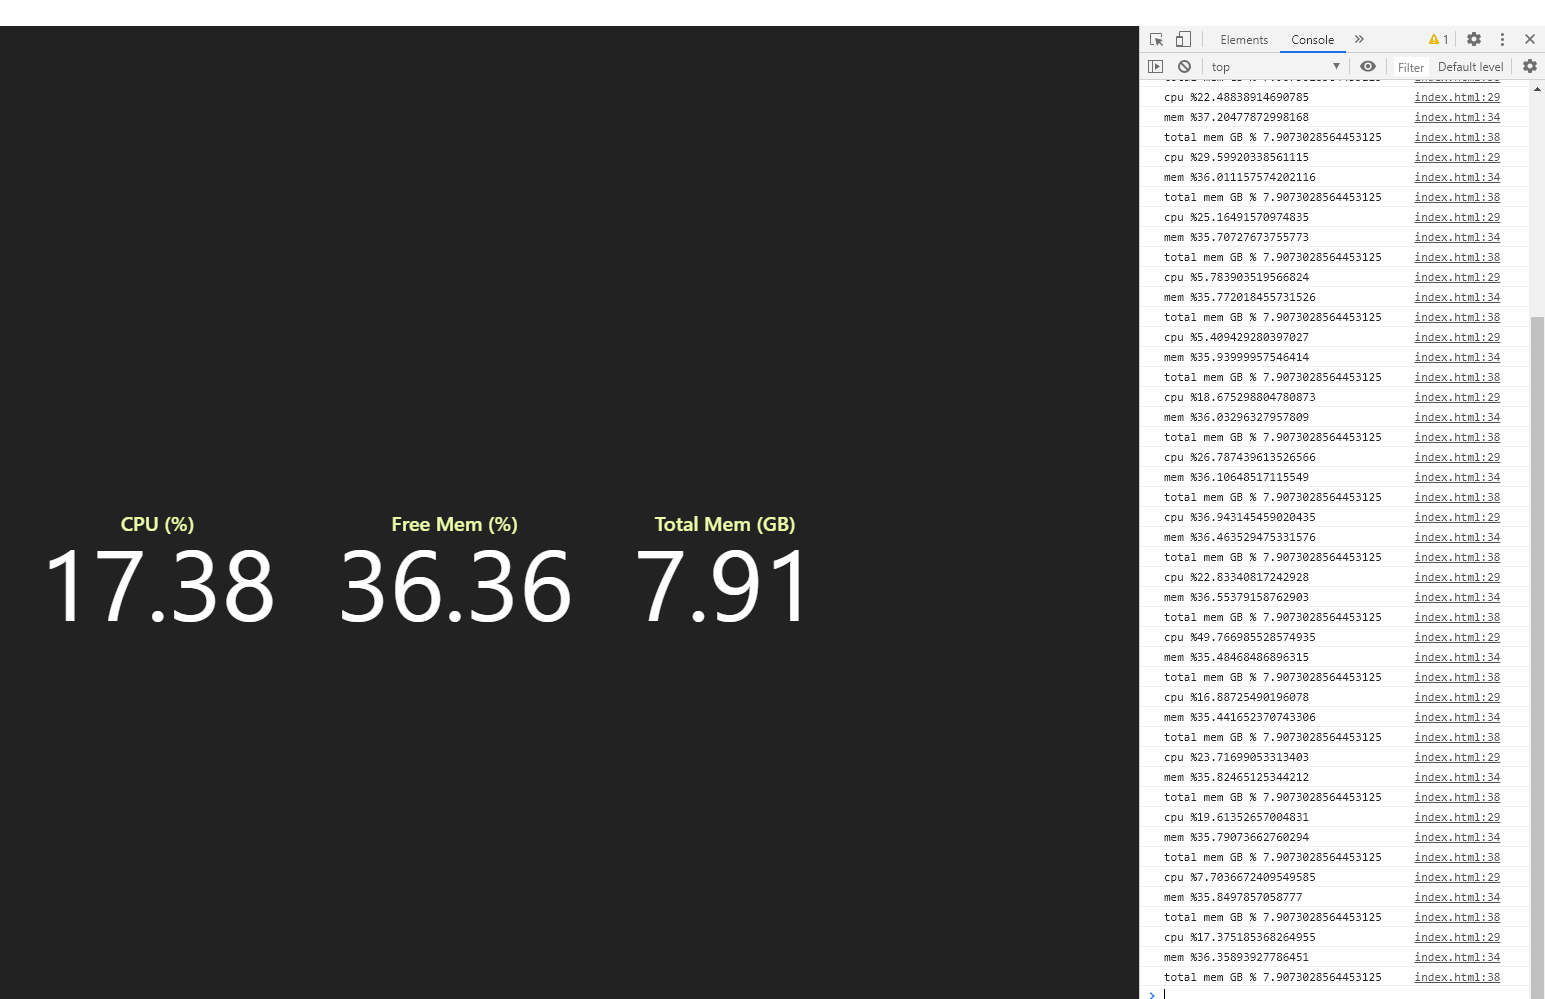 CPU (%) Free Mem (%) Total Mem (GB)
17.38 36.36 7.91
Elements Console 1
top Filter Default level
cpu %22.48838914690785 index.html:29
mem %37.20477872998168 index.html:34
total mem GB % 7.9073028564453125 index.html:38
cpu %29.59920338561115 index.html:29
mem %36.011157574202116 index.html:34
total mem GB % 7.9073028564453125 index.html:38
cpu %25.16491570974835 index.html:29
mem %35.70727673755773 index.html:34
total mem GB % 7.9073028564453125 index.html:38
cpu %5.783903519566824 index.html:29
mem %35.772018455731526 index.html:34
total mem GB % 7.9073028564453125 index.html:38
cpu %5.409429280397027 index.html:29
mem %35.93999957546414 index.html:34
total mem GB % 7.9073028564453125 index.html:38
cpu %18.675298804780873 index.html:29
mem %36.03296327957809 index.html:34
total mem GB % 7.9073028564453125 index.html:38
cpu %26.787439613526566 index.html:29
mem %36.10648517115549 index.html:34
total mem GB % 7.9073028564453125 index.html:38
cpu %36.943145459020435 index.html:29
mem %36.463529475331576 index.html:34
total mem GB % 7.9073028564453125 index.html:38
cpu %22.83340817242928 index.html:29
mem %36.55379158762903 index.html:34
total mem GB % 7.9073028564453125 index.html:38
cpu %49.766985528574935 index.html:29
mem %35.48468486896315 index.html:34
total mem GB % 7.9073028564453125 index.html:38
cpu %16.88725490196078 index.html:29
mem %35.441652370743306 index.html:34
total mem GB % 7.9073028564453125 index.html:38
cpu %23.71699053313403 index.html:29
mem %35.82465125344212 index.html:34
total mem GB % 7.9073028564453125 index.html:38
cpu %19.61352657004831 index.html:29
mem %35.79073662760294 index.html:34
total mem GB % 7.9073028564453125 index.html:38
cpu %7.7036672409549585 index.html:29
mem %35.8497857058777 index.html:34
total mem GB % 7.9073028564453125 index.html:38
cpu %17.375185368264955 index.html:29
mem %36.35893927786451 index.html:34
total mem GB % 7.9073028564453125 index.html:38